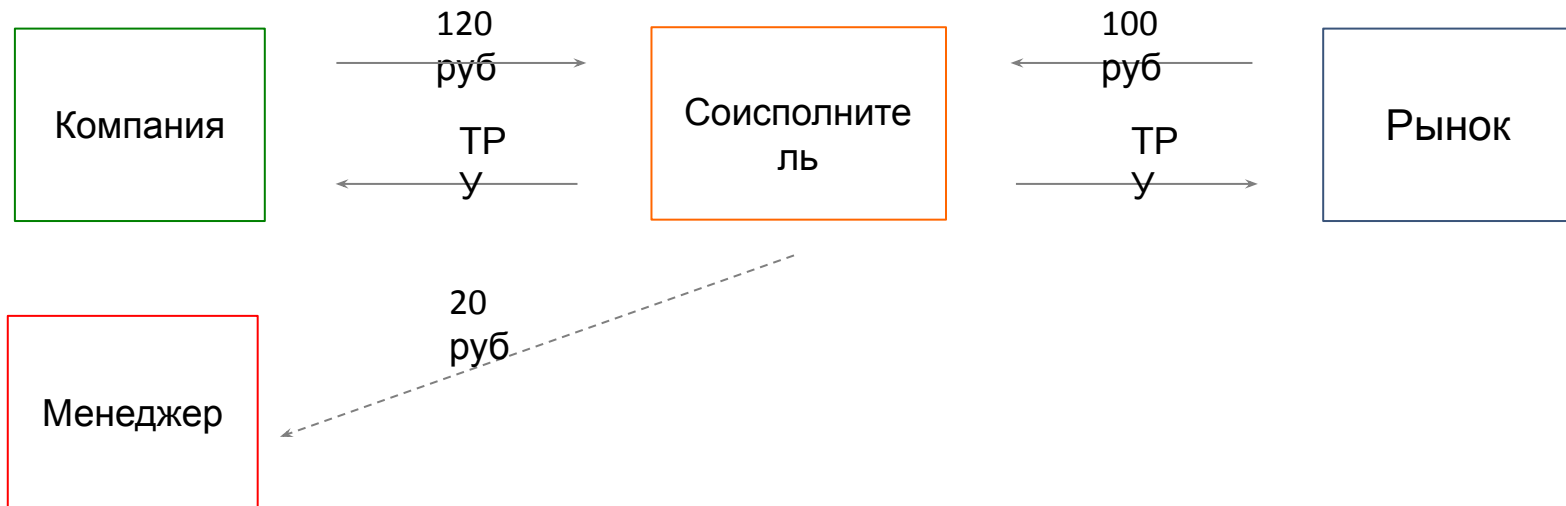 120
руб
100
руб
Компания
ТР
У
Соисполните
ль
ТР
У
Рынок
20
руб
Менеджер